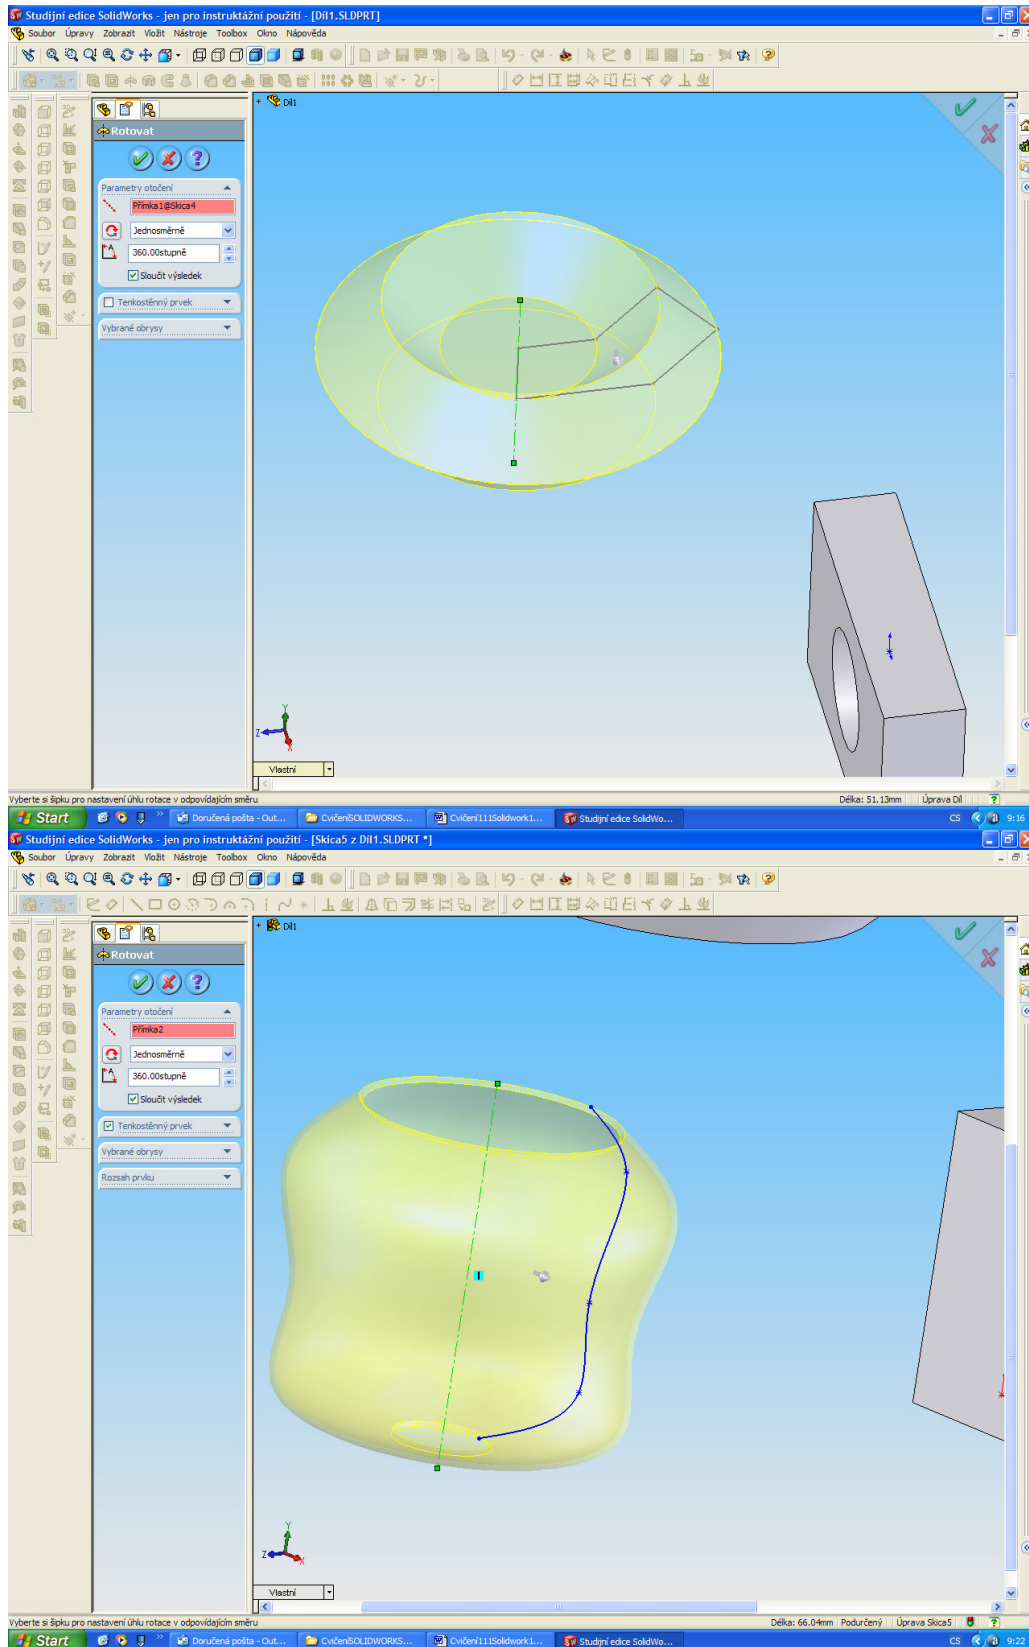 Studijní edice SolidWorks - jen pro instruktážní použití - [Díl1.SLDPRT]
Soubor Úpravy Zobrazit Vložit Nástroje Toolbox Okno Nápověda
Díl1
Rotovat
Parametry otočení
Přímka1@Skica4
Jednosměrně
360.00stupně
Sloučit výsledek
Tenkostěnný prvek
Vybrané obrysy
Y
Z
X
Vlastní
Vyberte si šipku pro nastavení úhlu rotace v odpovídajícím směru
Délka: 51.13mm Úprava Díl
Start Doručená pošta - Out... CvičeníSOLIDWORKS... Cvičení111Solidwork1... Studijní edice SolidWo... CS 9:16
Studijní edice SolidWorks - jen pro instruktážní použití - [Skica5 z Díl1.SLDPRT *]
Soubor Úpravy Zobrazit Vložit Nástroje Toolbox Okno Nápověda
Díl1
Rotovat
Parametry otočení
Přímka2
Jednosměrně
360.00stupně
Sloučit výsledek
Tenkostěnný prvek
Vybrané obrysy
Rozsah prvku
Y
Z
X
Vlastní
Vyberte si šipku pro nastavení úhlu rotace v odpovídajícím směru
Délka: 66.04mm Podurčený Úprava Skica5
Start Doručená pošta - Out... CvičeníSOLIDWORKS... Cvičení111Solidwork1... Studijní edice SolidWo... CS 9:22